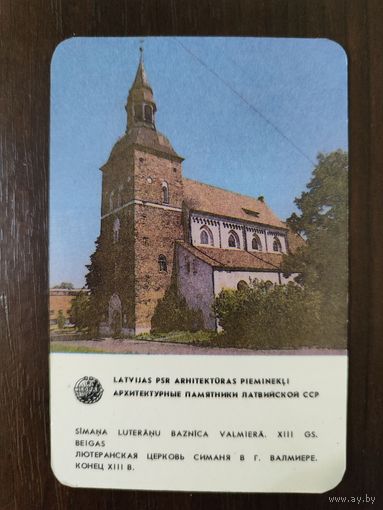 LATVIJAS PSR ARHITEKTŪRAS PIEMINEKĻI
АРХИТЕКТУРНЫЕ ПАМЯТНИКИ ЛАТВИЙСКОЙ ССР
SĪMAŅA LUTERĀŅU BAZNĪCA VALMIERĀ. XIII GS.
BEIGAS
ЛЮТЕРАНСКАЯ ЦЕРКОВЬ СИМАНЯ В Г. ВАЛМИЕРЕ.
КОНЕЦ XIII В.
ay.by